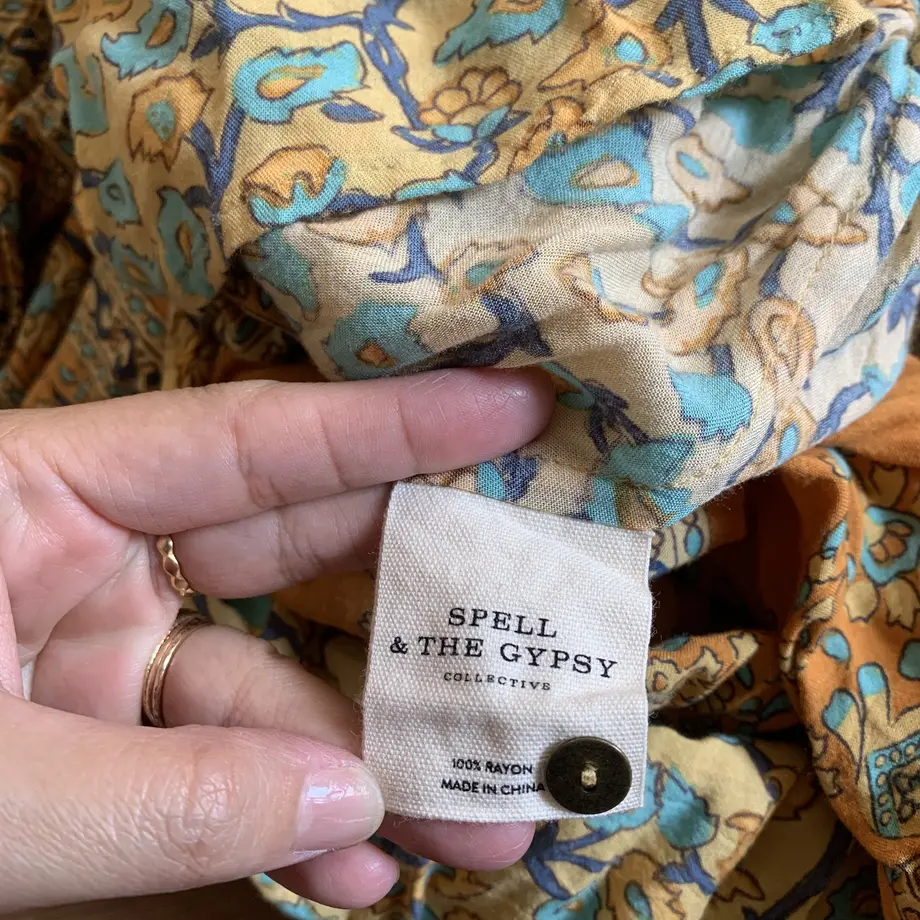 SPELL
& THE GYPSY
COLLECTIVE
100% RAYON
MADE IN CHINA